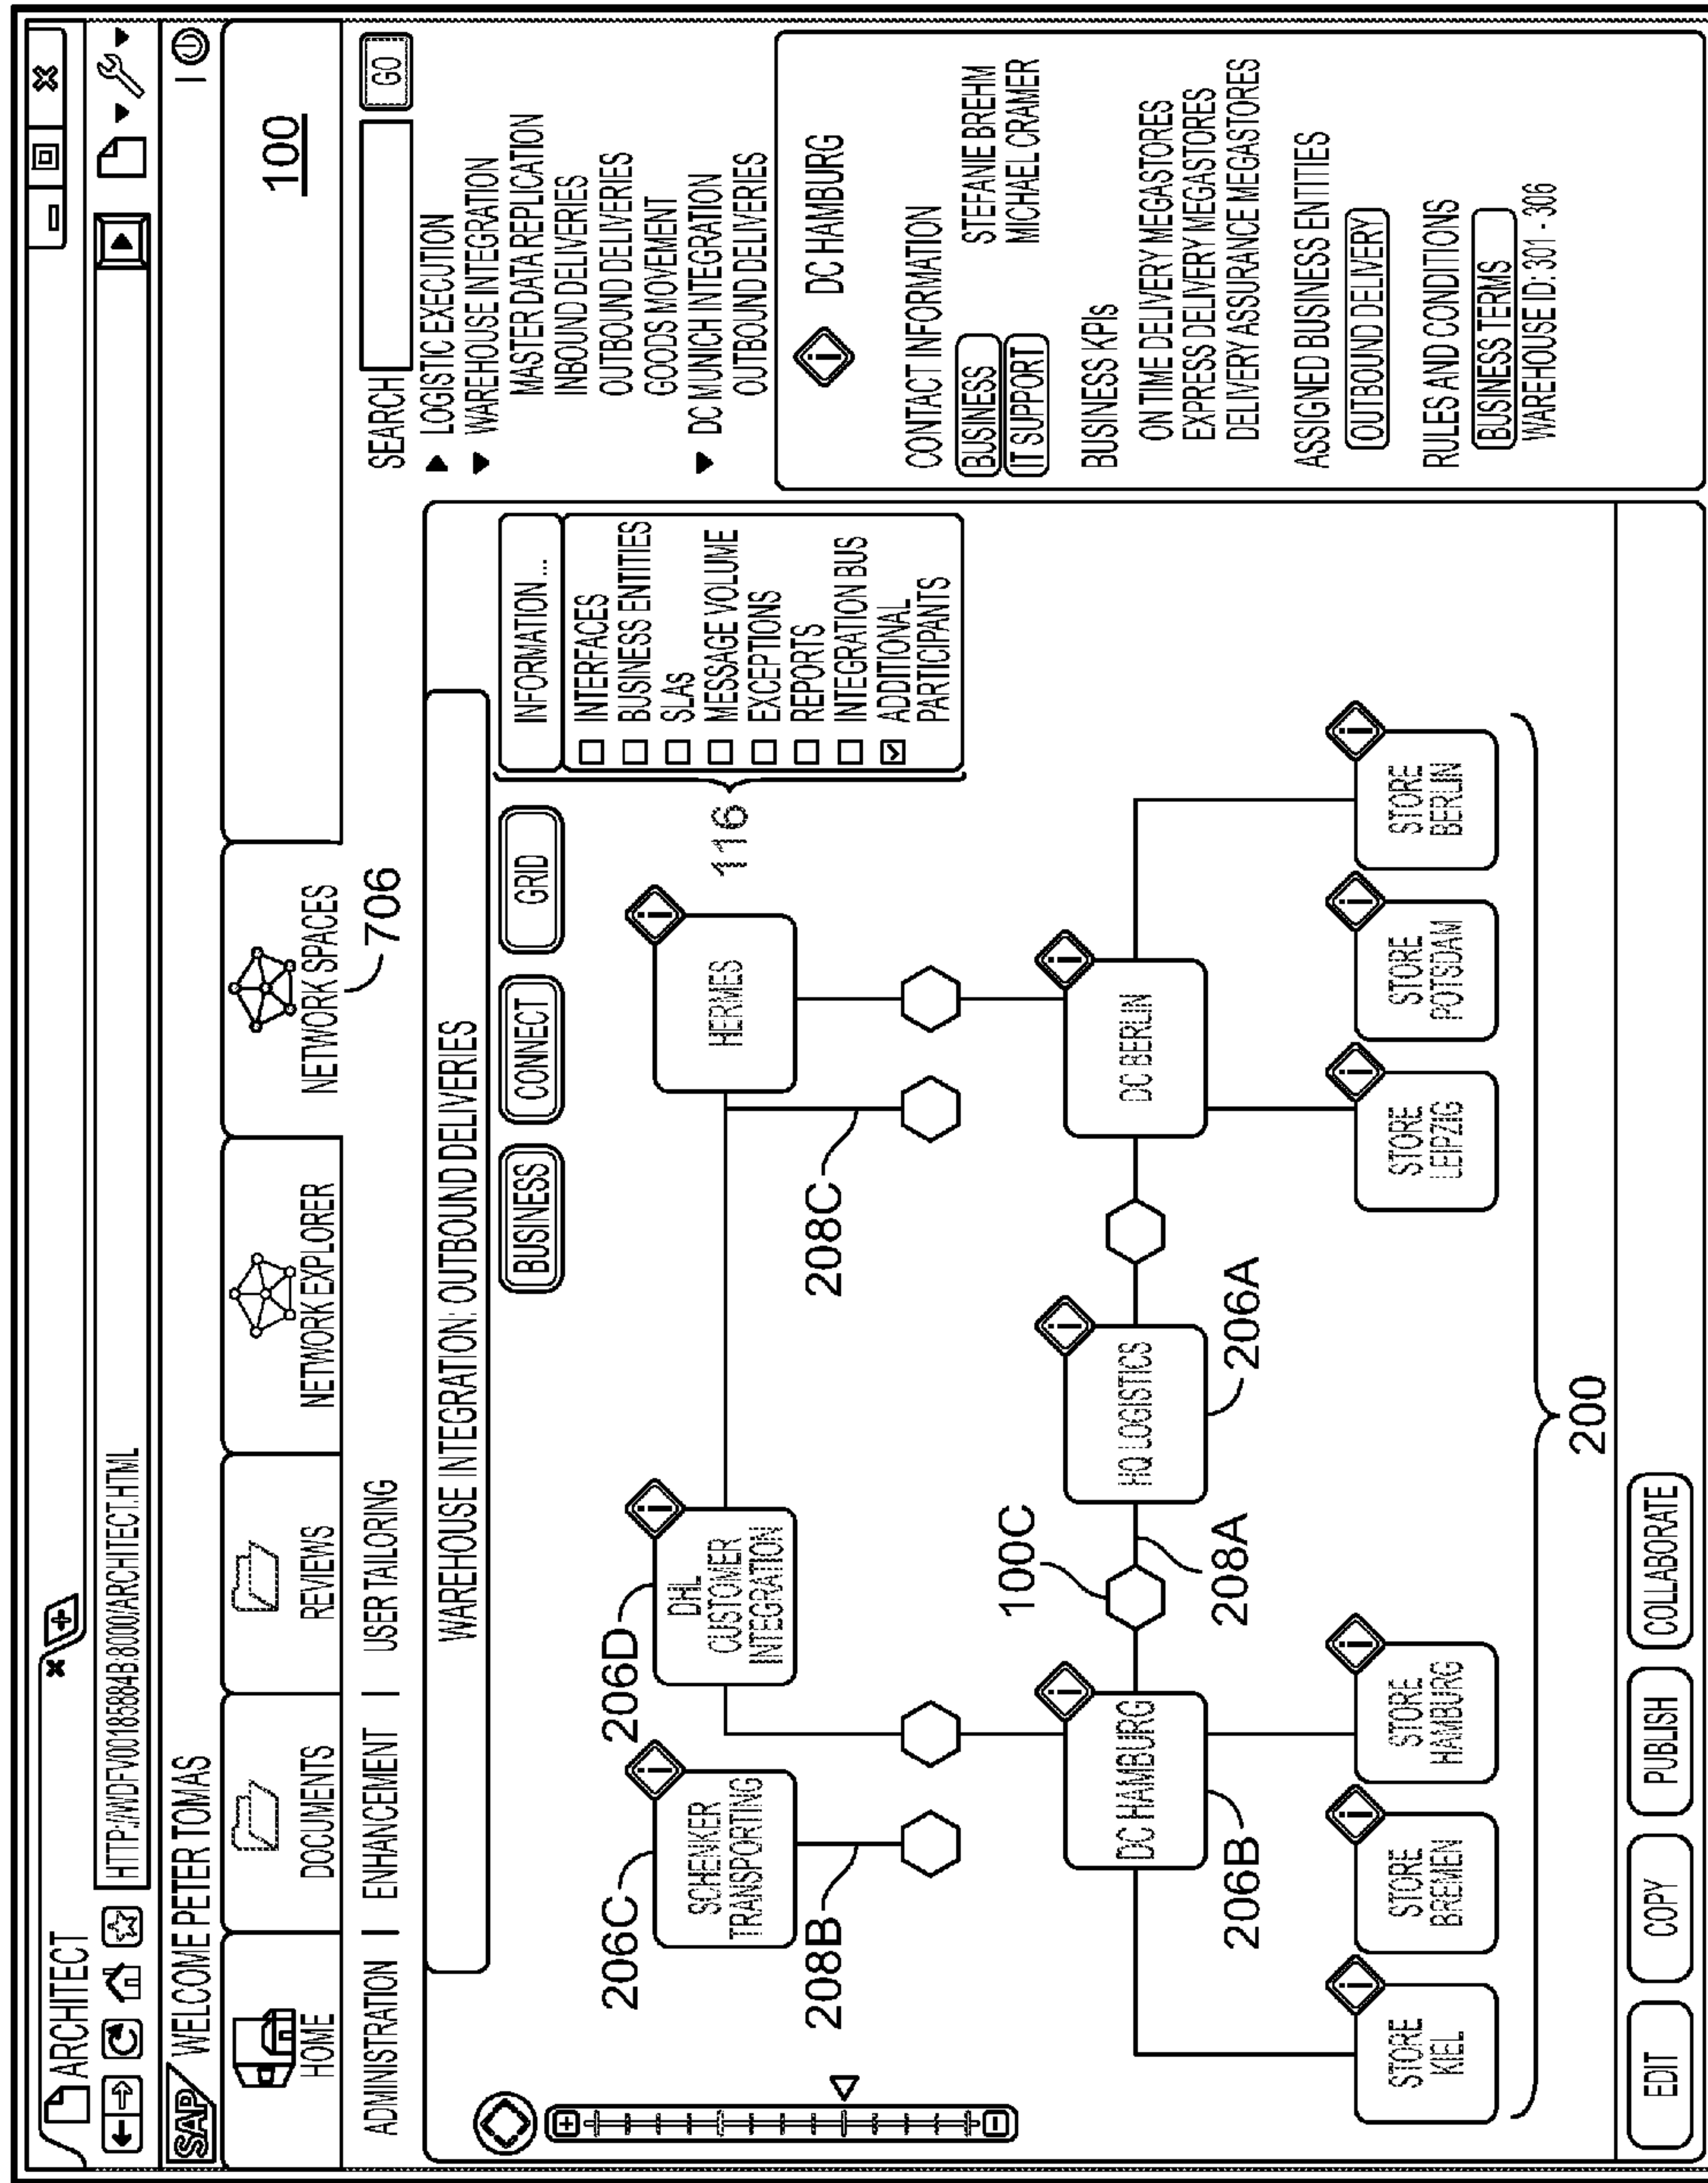 ARCHITECT
HTTP://WDFV00185884B:8000/ARCHITECT.HTML
SAP
WELCOME PETER TOMAS
HOME
DOCUMENTS
REVIEWS
NETWORK EXPLORER
NETWORK SPACES
706
100
ADMINISTRATION | ENHANCEMENT | USER TAILORING
WAREHOUSE INTEGRATION: OUTBOUND DELIVERIES
BUSINESS
CONNECT
GRID
INFORMATION...
INTERFACES
BUSINESS ENTITIES
SLAS
MESSAGE VOLUME
EXCEPTIONS
REPORTS
INTEGRATION BUS
ADDITIONAL
PARTICIPANTS
116
206C
SCHENKER
TRANSPORTING
206D
DHL
CUSTOMER
INTEGRATION
HERMES
208B
208C
100C
DC HAMBURG
HQ LOGISTICS
DC BERLIN
206B
208A
206A
STORE
KIEL
STORE
BREMEN
STORE
HAMBURG
STORE
LEIPZIG
STORE
POTSDAM
STORE
BERLIN
200
EDIT
COPY
PUBLISH
COLLABORATE
SEARCH
GO
LOGISTIC EXECUTION
WAREHOUSE INTEGRATION
MASTER DATA REPLICATION
INBOUND DELIVERIES
OUTBOUND DELIVERIES
GOODS MOVEMENT
DC MUNICH INTEGRATION
OUTBOUND DELIVERIES
DC HAMBURG
CONTACT INFORMATION
BUSINESS STEFANIE BREHM
IT SUPPORT MICHAEL CRAMER
BUSINESS KPIs
ON TIME DELIVERY MEGASTORES
EXPRESS DELIVERY MEGASTORES
DELIVERY ASSURANCE MEGASTORES
ASSIGNED BUSINESS ENTITIES
OUTBOUND DELIVERY
RULES AND CONDITIONS
BUSINESS TERMS
WAREHOUSE ID: 301 - 306